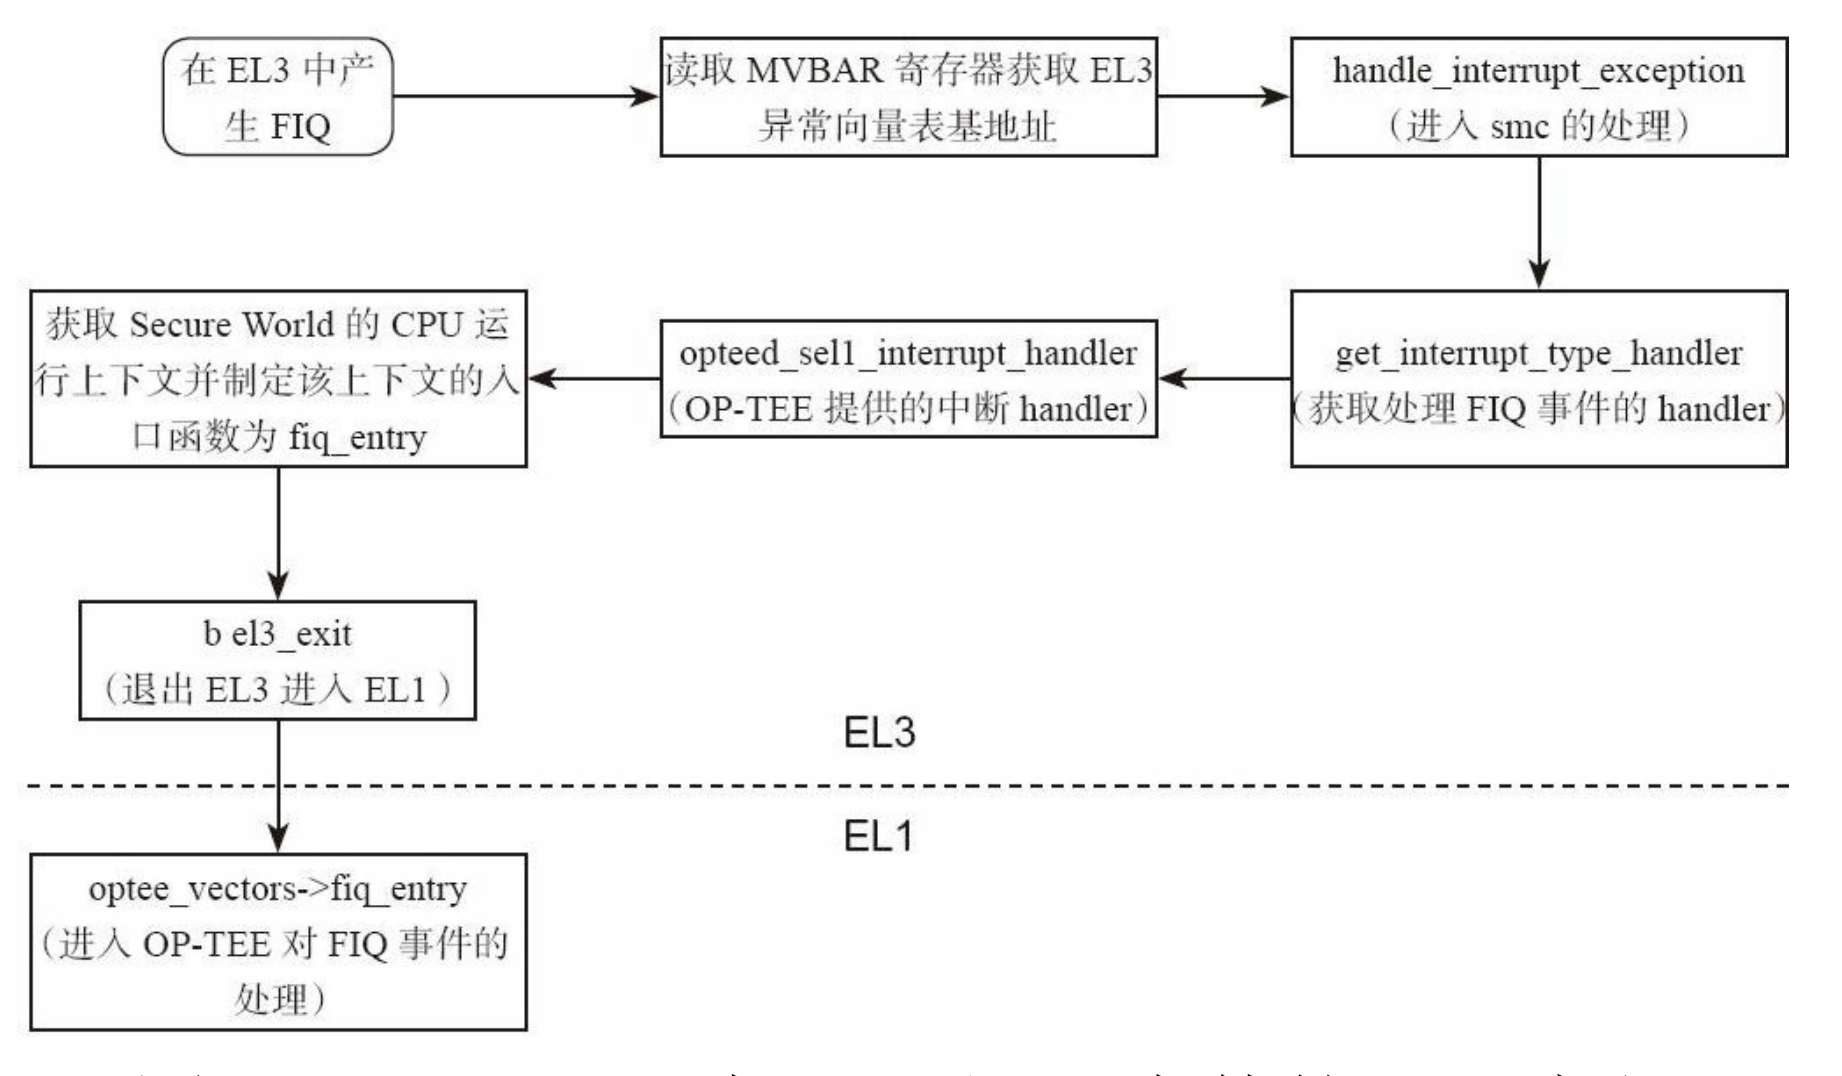 在 EL3 中产
生 FIQ
读取 MVBAR 寄存器获取 EL3
异常向量表基地址
handle_interrupt_exception
（进入 smc 的处理）
get_interrupt_type_handler
（获取处理 FIQ 事件的 handler）
opteed_sel1_interrupt_handler
（OP-TEE 提供的中断 handler）
获取 Secure World 的 CPU 运
行上下文并制定该上下文的入
口函数为 fiq_entry
b el3_exit
（退出 EL3 进入 EL1）
EL3
EL1
optee_vectors->fiq_entry
（进入 OP-TEE 对 FIQ 事件的
处理）